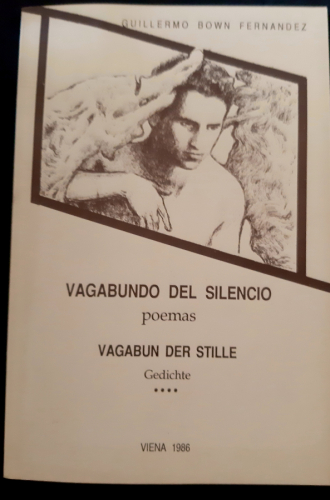 GUILLERMO BOWN FERNANDEZ
VAGABUNDO DEL SILENCIO
poemas
VAGABUN DER STILLE
Gedichte
****
VIENA 1986